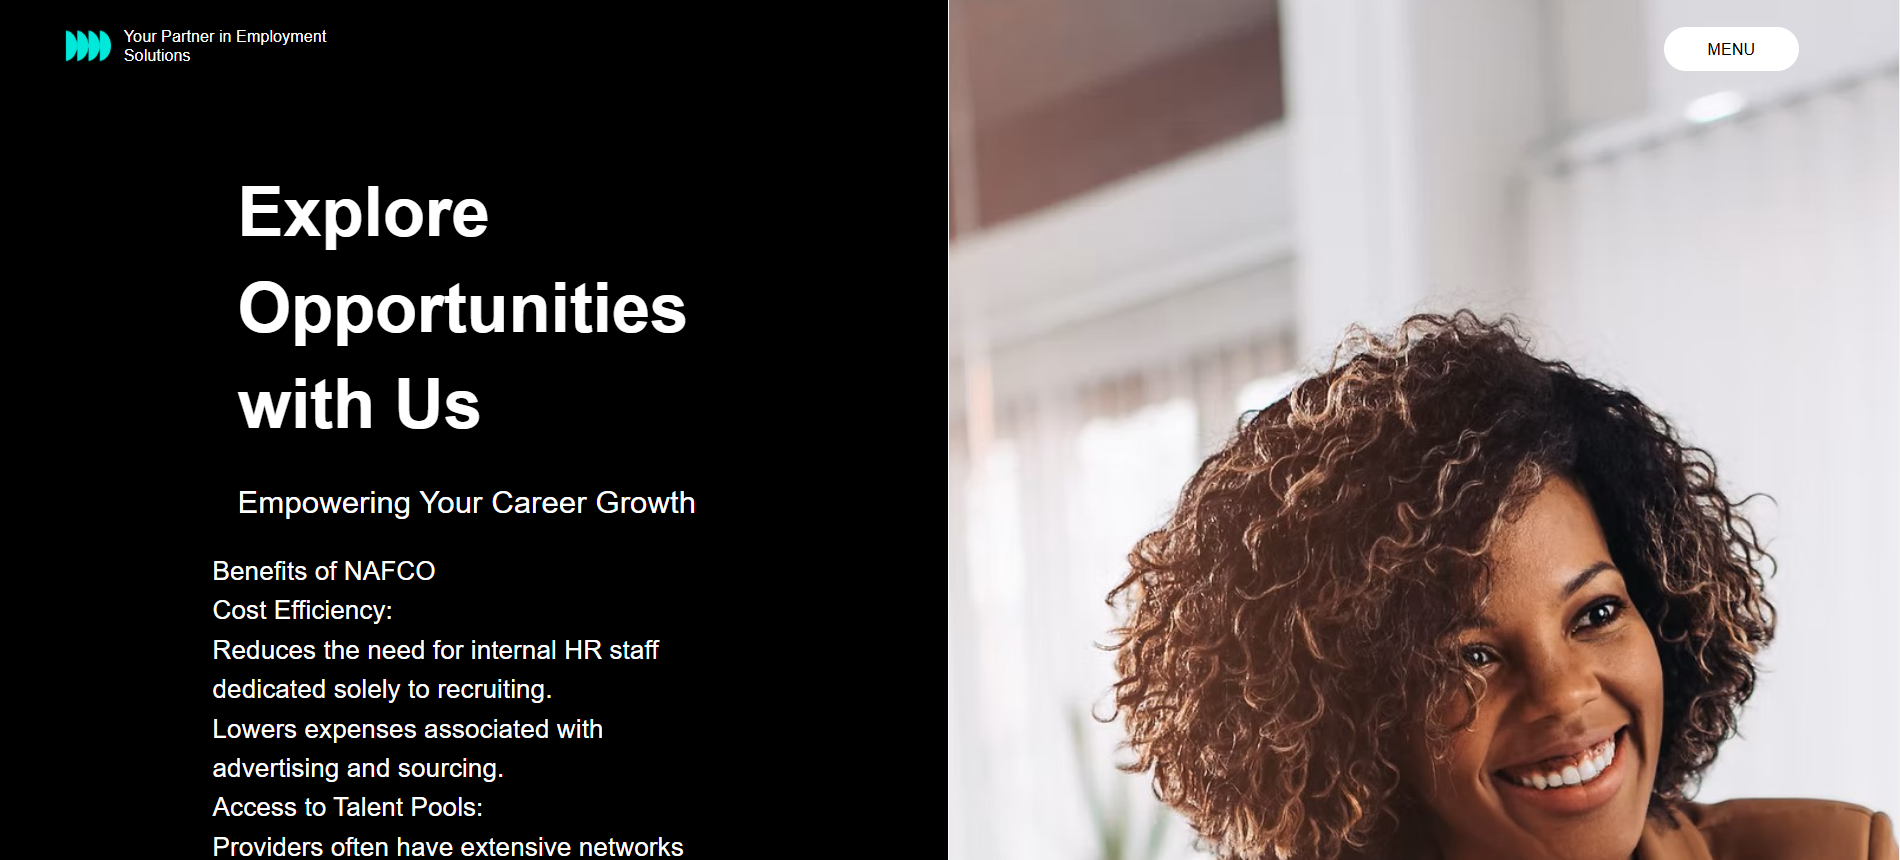 Your Partner in Employment
Solutions
MENU
Explore
Opportunities
with Us
Empowering Your Career Growth
Benefits of NAFCO
Cost Efficiency:
Reduces the need for internal HR staff
dedicated solely to recruiting.
Lowers expenses associated with
advertising and sourcing.
Access to Talent Pools:
Providers often have extensive networks